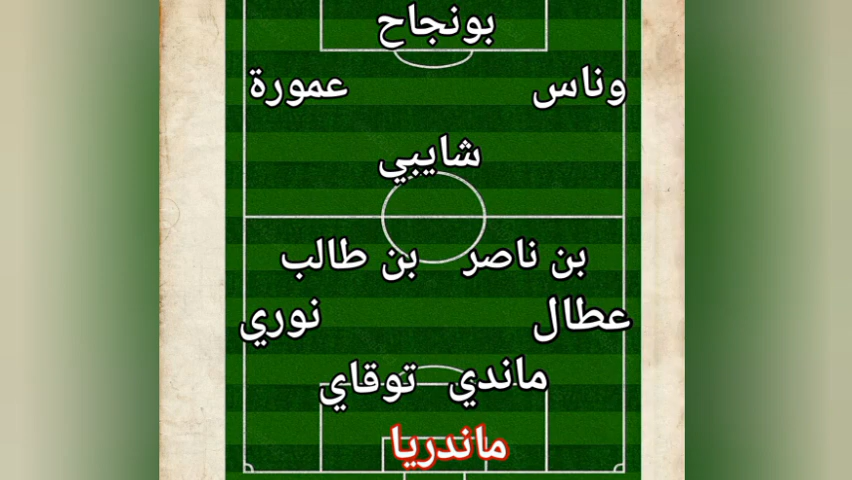 بونجاح
وناس عمورة
شايبي
بن ناصر بن طالب
عطال نوري
ماندي توقاي
ماندريا